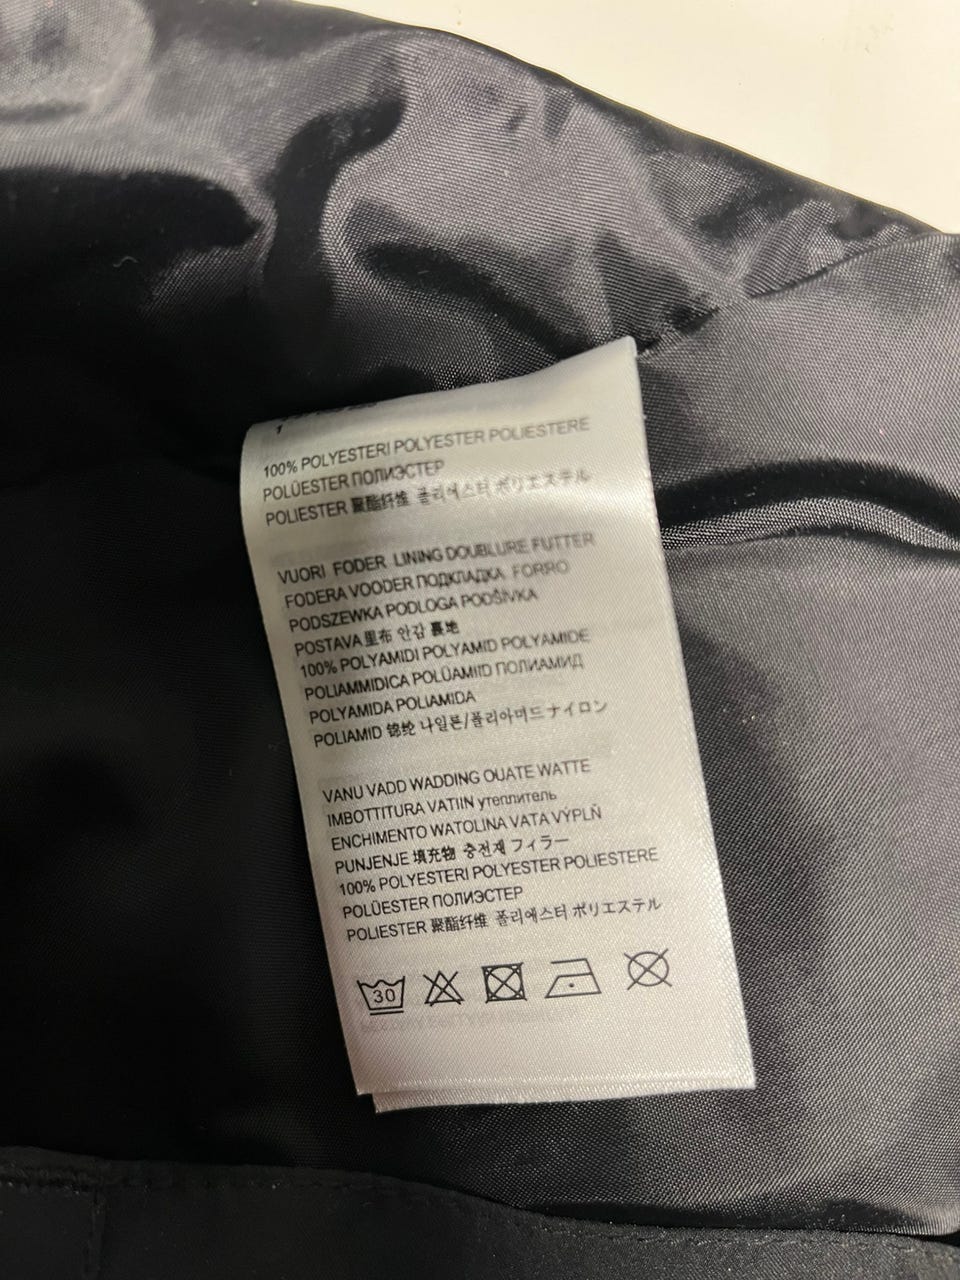 1
100% POLYESTERI POLYESTER POLIESTERE
POLÜESTER ПОЛИЭСТЕР
POLIESTER 聚酯纤维 폴리에스터 ポリエステル
VUORI FODER LINING DOUBLURE FUTTER
FODERA VOODER ПОДКЛАДКА FORRO
PODSZEWKA PODLOGA PODŠÍVKA
POSTAVA 里布 안감 裏地
100% POLYAMIDI POLYAMID POLYAMIDE
POLIAMMIDICA POLÜAMIID ПОЛИАМИД
POLYAMIDA POLIAMIDA
POLIAMID 锦纶 나일론/폴리아미드 ナイロン
VANU VADD WADDING OUATE WATTE
IMBOTTITURA VATIIN утеплитель
ENCHIMENTO WATOLINA VATA VÝPLŇ
PUNJENJE 填充物 충전재 フィラー
100% POLYESTERI POLYESTER POLIESTERE
POLÜESTER ПОЛИЭСТЕР
POLIESTER 聚酯纤维 폴리에스터 ポリエステル
30